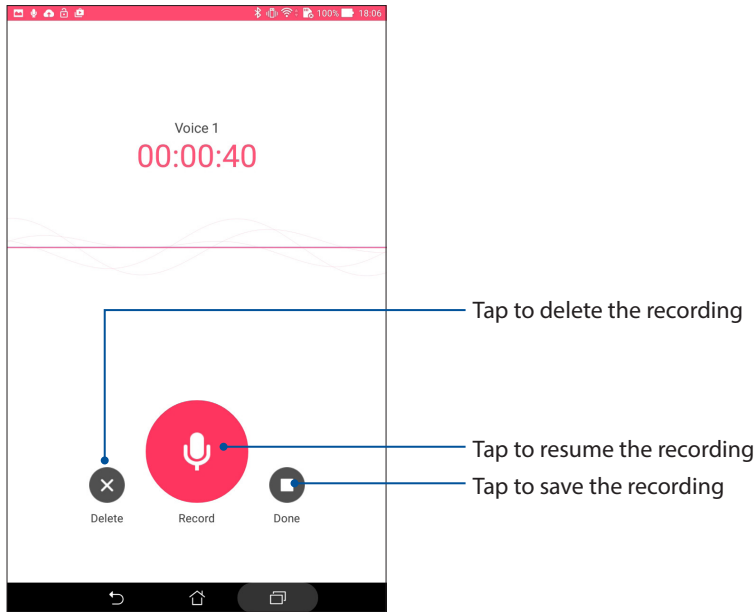 100% 18:06
Voice 1
00:00:40
Tap to delete the recording
Tap to resume the recording
Tap to save the recording
Delete Record Done